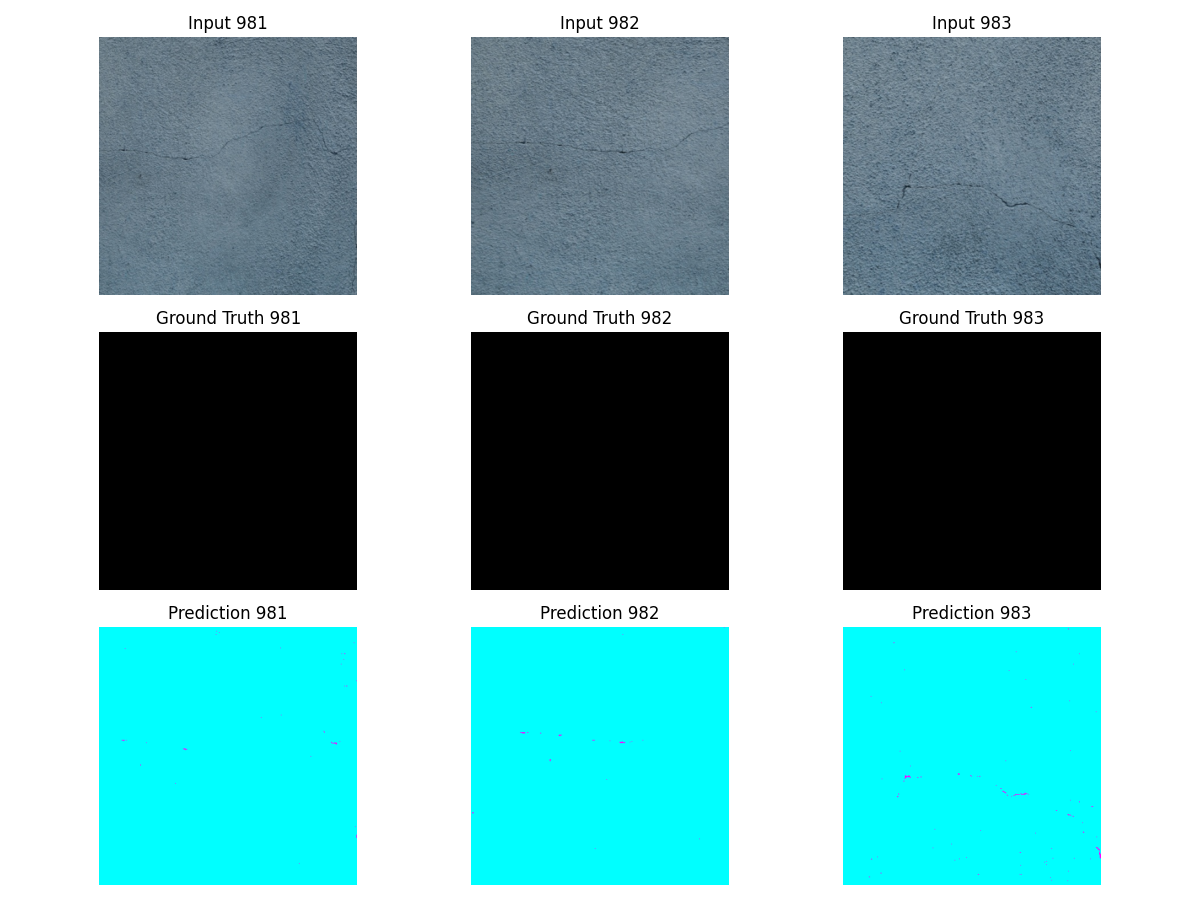 Input 981
Input 982
Input 983
Ground Truth 981
Ground Truth 982
Ground Truth 983
Prediction 981
Prediction 982
Prediction 983